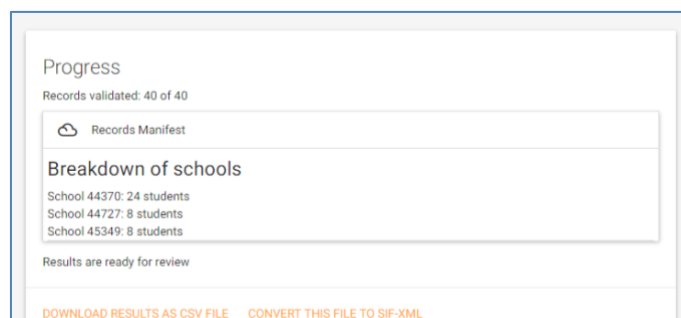 Progress
Records validated: 40 of 40
Records Manifest
Breakdown of schools
School 44370: 24 students
School 44727: 8 students
School 45349: 8 students
Results are ready for review
DOWNLOAD RESULTS AS CSV FILE CONVERT THIS FILE TO SIF-XML